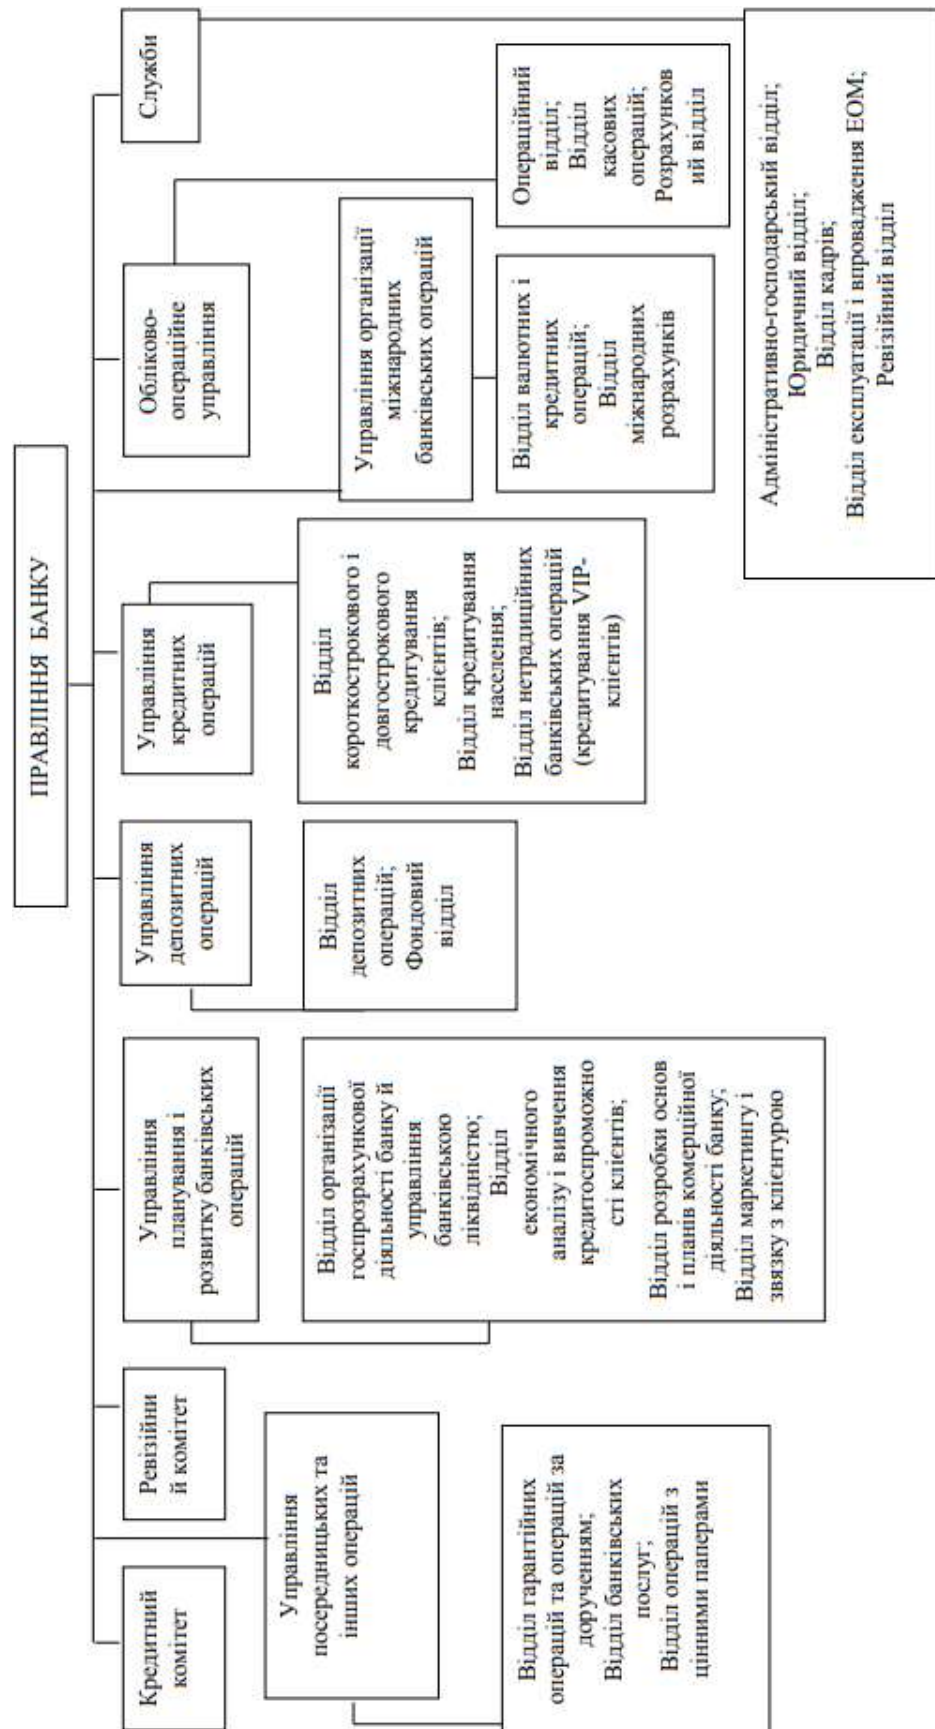 ПРАВЛІННЯ БАНКУ
Кредитний
комітет
Ревізійни
й комітет
Управління
планування і
розвитку банківських
операцій
Управління
депозитних
операцій
Управління
кредитних
операцій
Обліково-
операційне
управління
Служби
Управління
посередницьких та
інших операцій
Управління організації
міжнародних
банківських операцій
Відділ гарантійних
операцій та операцій за
дорученням;
Відділ банківських
послуг;
Відділ операцій з
цінними паперами
Відділ організації
госпрозрахункової
діяльності банку й
управління
банківською
ліквідністю;
Відділ
економічного
аналізу і вивчення
кредитоспроможно
сті клієнтів;
Відділ розробки основ
і планів комерційної
діяльності банку;
Відділ маркетингу і
звязку з клієнтурою
Відділ
депозитних
операцій;
Фондовий
відділ
Відділ
короткострокового і
довгострокового
кредитування
клієнтів;
Відділ кредитування
населення;
Відділ нетрадиційних
банківських операцій
(кредитування VIP-
клієнтів)
Відділ валютних і
кредитних
операцій;
Відділ
міжнародних
розрахунків
Операційний
відділ;
Відділ
касових
операцій;
Розрахунков
ий відділ
Адміністративно-господарський відділ;
Юридичний відділ;
Відділ кадрів;
Відділ експлуатації і впровадження ЕОМ;
Ревізійний відділ